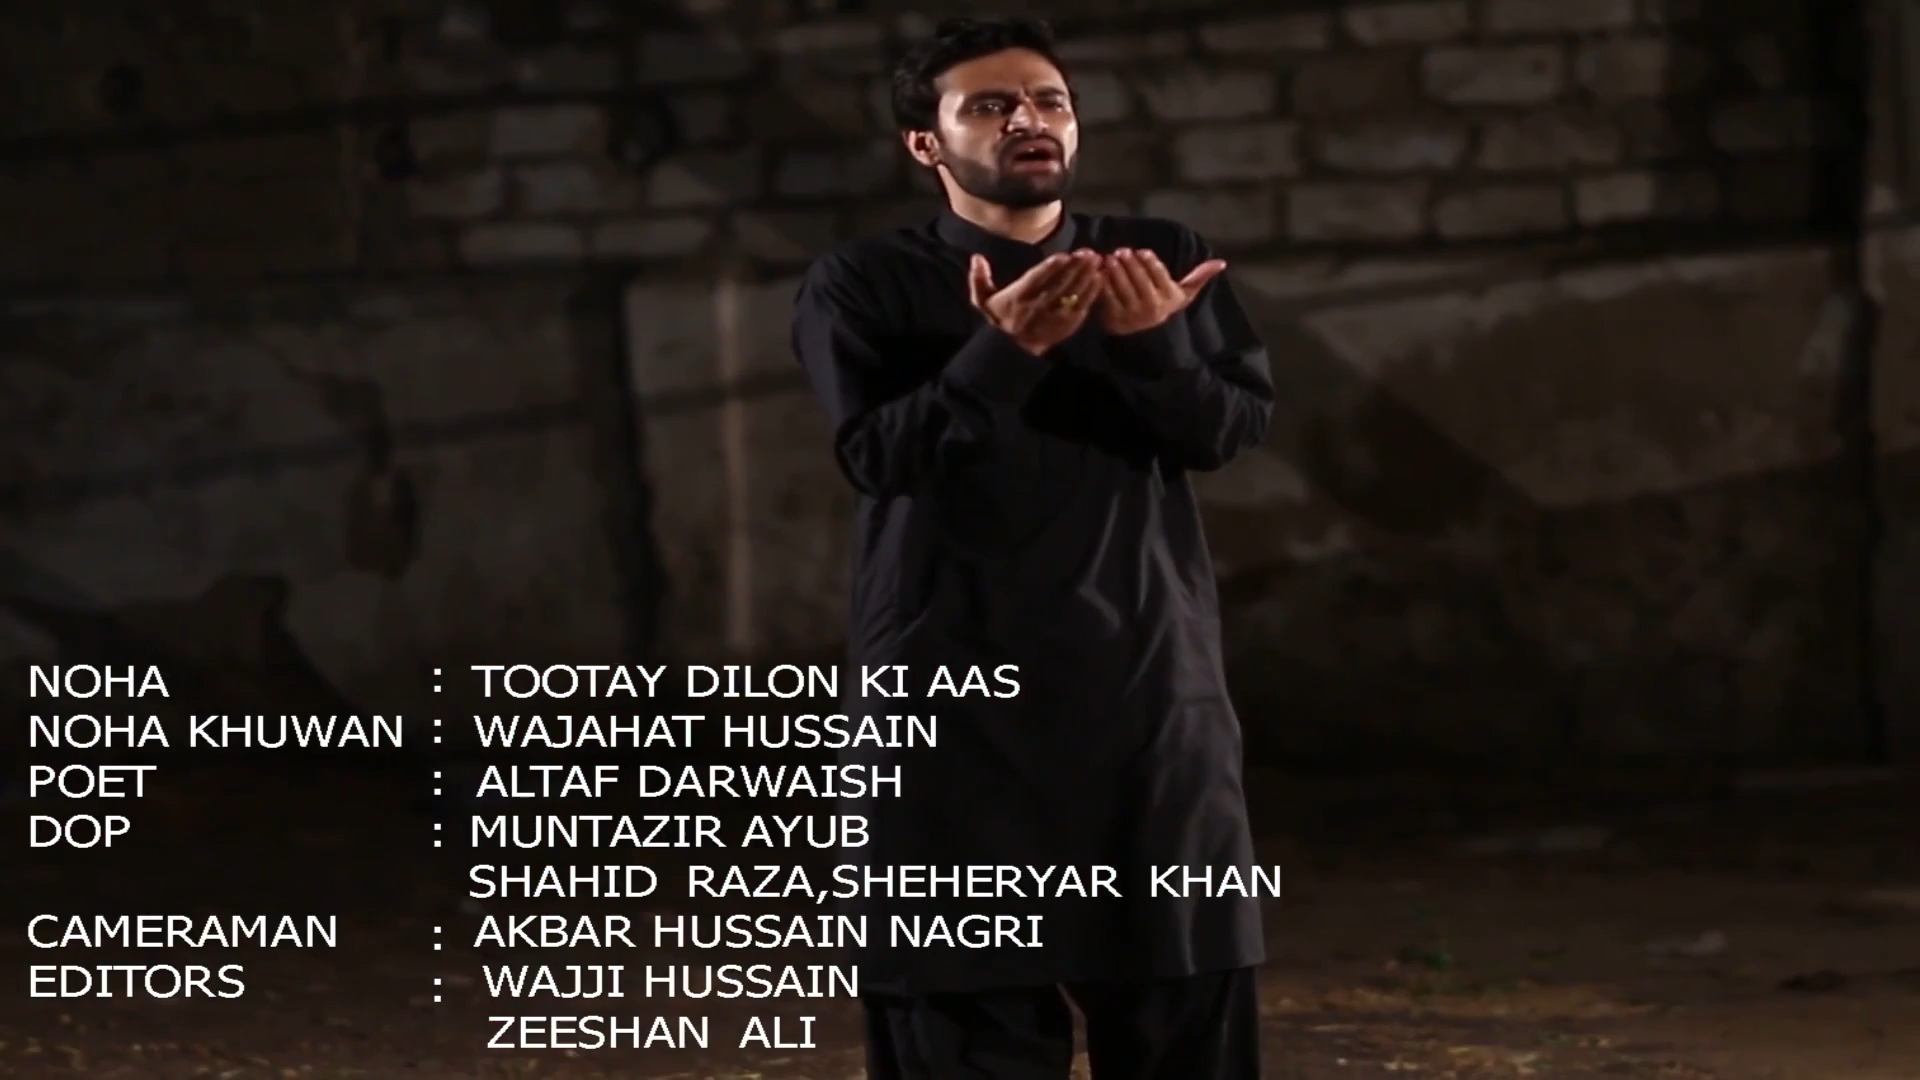 NOHA : TOOTAY DILON KI AAS
NOHA KHUWAN : WAJAHAT HUSSAIN
POET : ALTAF DARWAISH
DOP : MUNTAZIR AYUB
SHAHID RAZA,SHEHERYAR KHAN
CAMERAMAN : AKBAR HUSSAIN NAGRI
EDITORS : WAJJI HUSSAIN
ZEESHAN ALI